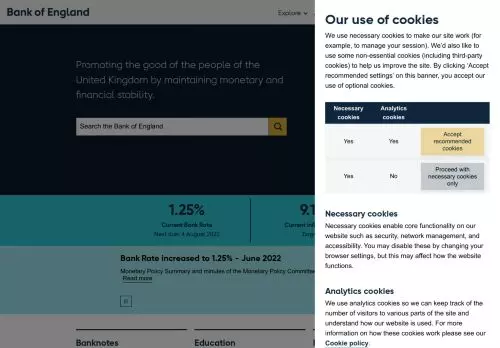 Bank of England
Explore
Promoting the good of the people of the
United Kingdom by maintaining monetary and
financial stability.
Search the Bank of England
1.25%
Current Bank Rate
Next due: 4 August 2022
9.1
Current
Bank Rate increased to 1.25% - June 2022
Monetary Policy Summary and minutes of the Monetary Policy Committee
Read more
Banknotes
Education
Our use of cookies
We use necessary cookies to make our site work (for
example, to manage your session). We'd also like to
use some non-essential cookies (including third-party
cookies) to help us improve the site. By clicking 'Accept
recommended settings' on this banner, you accept our
use of optional cookies.
Necessary cookies
Analytics cookies
Yes
Yes
Accept recommended cookies
Yes
No
Proceed with necessary cookies only
Necessary cookies
Necessary cookies enable core functionality on our
website such as security, network management, and
accessibility. You may disable these by changing your
browser settings, but this may affect how the website
functions.
Analytics cookies
We use analytics cookies so we can keep track of the
number of visitors to various parts of the site and
understand how our website is used. For more
information on how these cookies work please see our
Cookie policy.